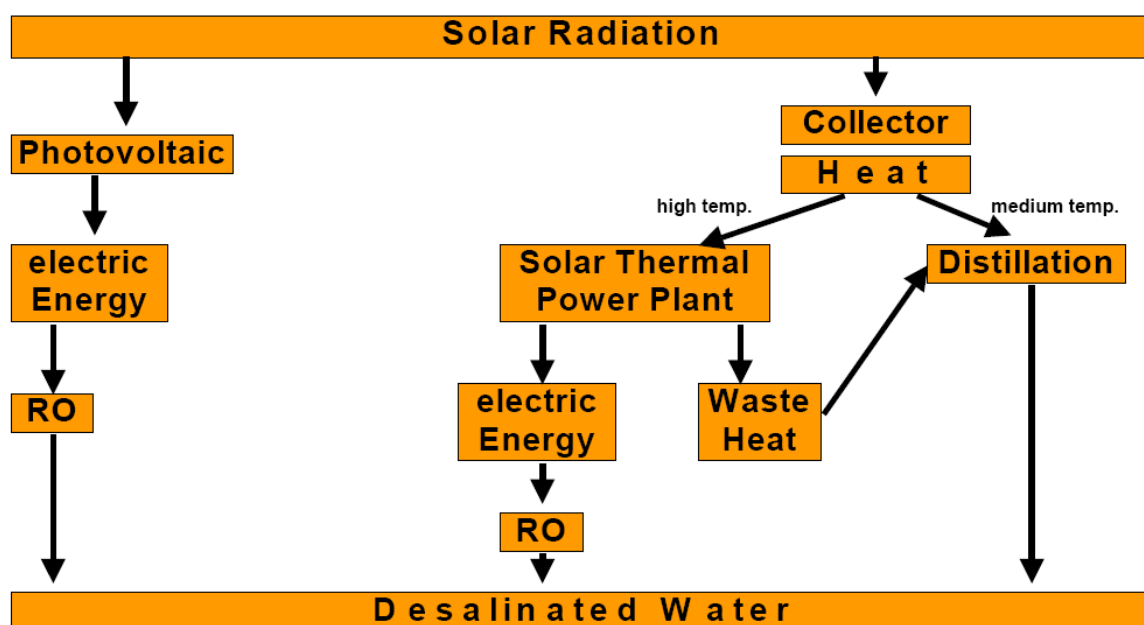 Solar Radiation
Photovoltaic
Collector
Heat
high temp.
medium temp.
electric
Energy
Solar Thermal
Power Plant
Distillation
RO
electric
Energy
Waste
Heat
RO
Desalinated Water